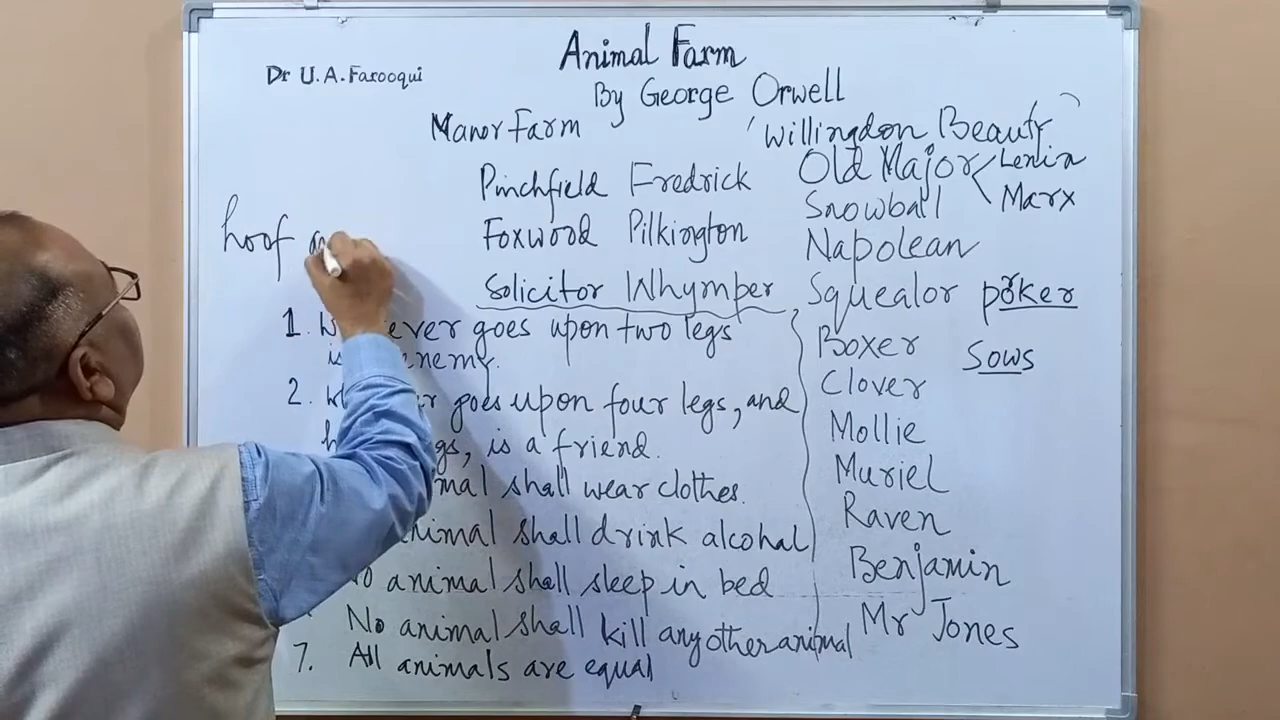 Animal Farm
Dr U.A. Farooqui
By George Orwell
Manor Farm
'Willingdon Beauty
Old Major Lenin
Marx
Pinchfield Fredrick
Snowball
Foxwood Pilkington
Napolean
hoof
Solicitor Whymper
Squealor porker
1. ever goes upon two legs
is enemy.
Boxer
Sows
Clover
2. goes upon four legs, and
is a friend.
Mollie
shall wear clothes.
Muriel
Raven
shall drink alcohal
animal shall sleep in bed
Benjamin
No animal shall kill any other animal
Mr Jones
7. All animals are equal